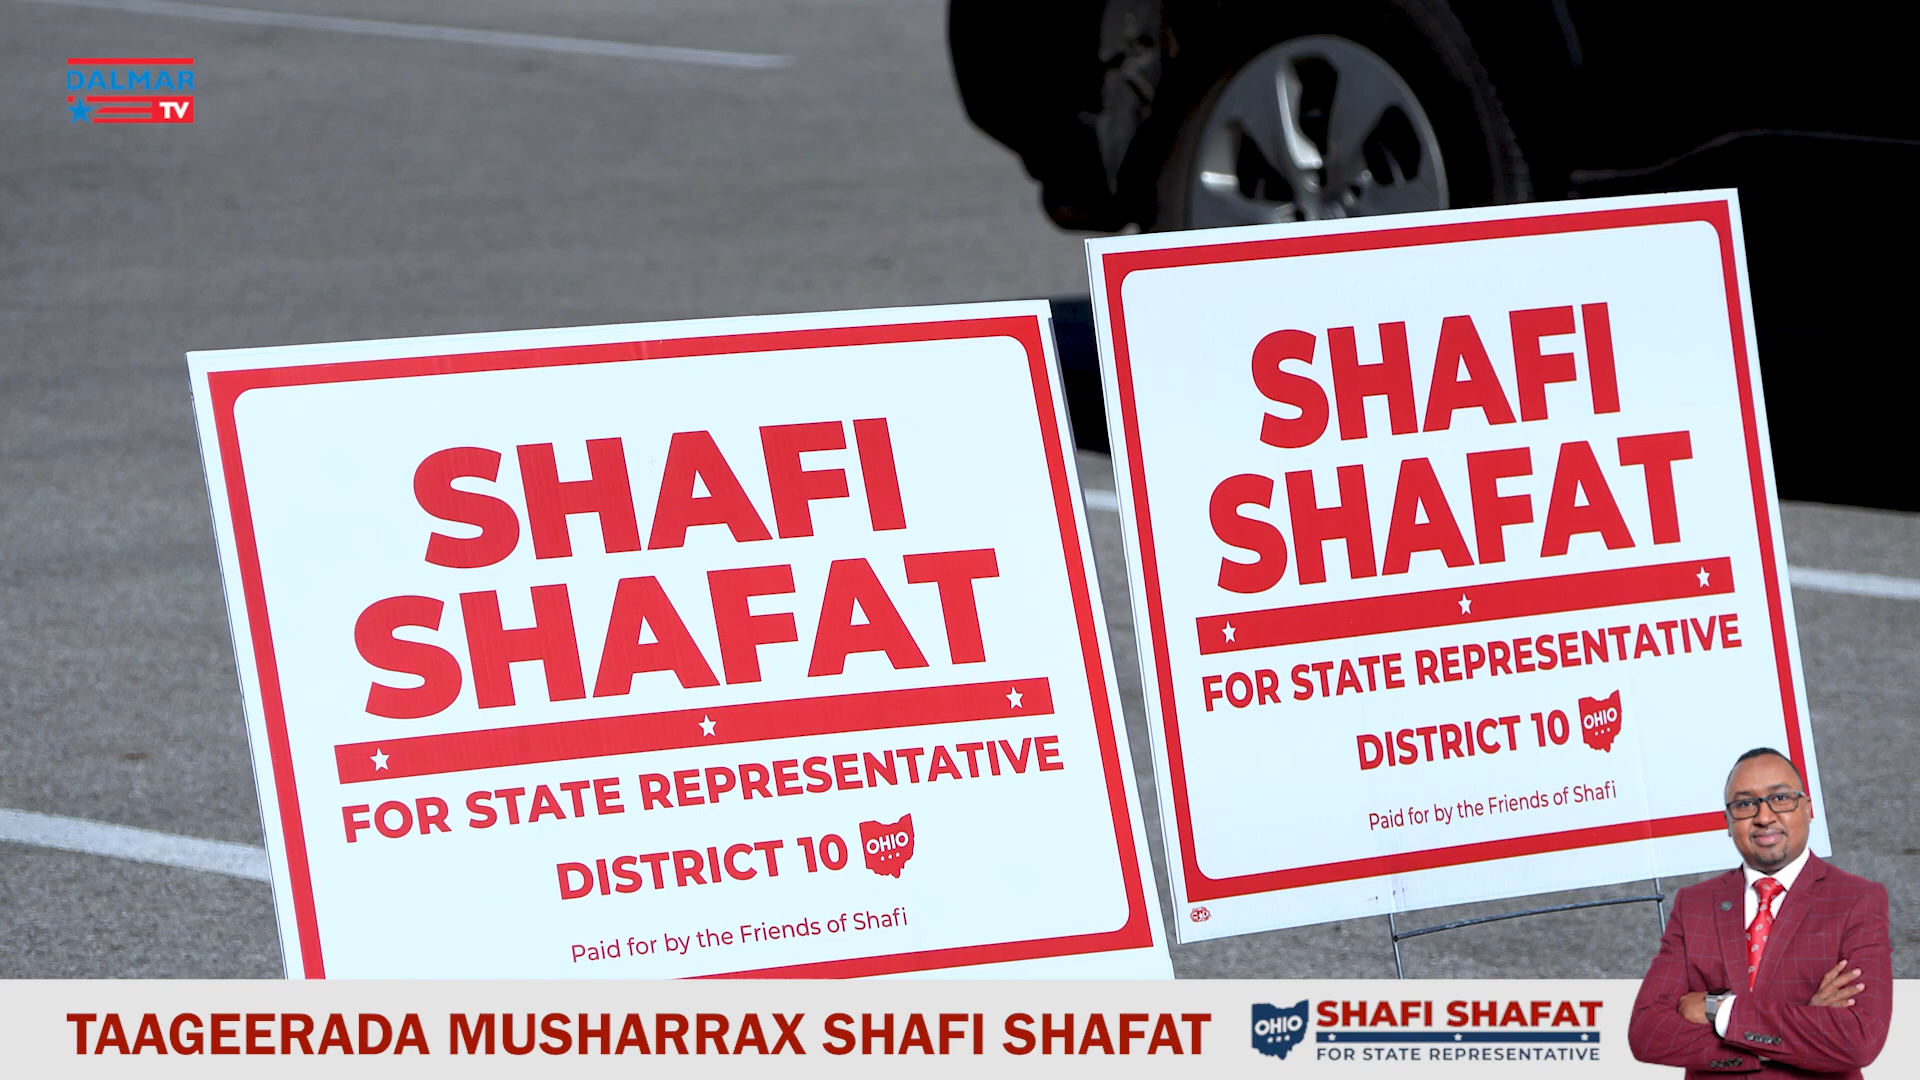 DALMAR
TV
SHAFI
SHAFAT
FOR STATE REPRESENTATIVE
DISTRICT 10 OHIO
Paid for by the Friends of Shafi
SHAFI
SHAFAT
FOR STATE REPRESENTATIVE
DISTRICT 10 OHIO
Paid for by the Friends of Shafi
TAAGEERADA MUSHARRAX SHAFI SHAFAT
OHIO
SHAFI SHAFAT
FOR STATE REPRESENTATIVE